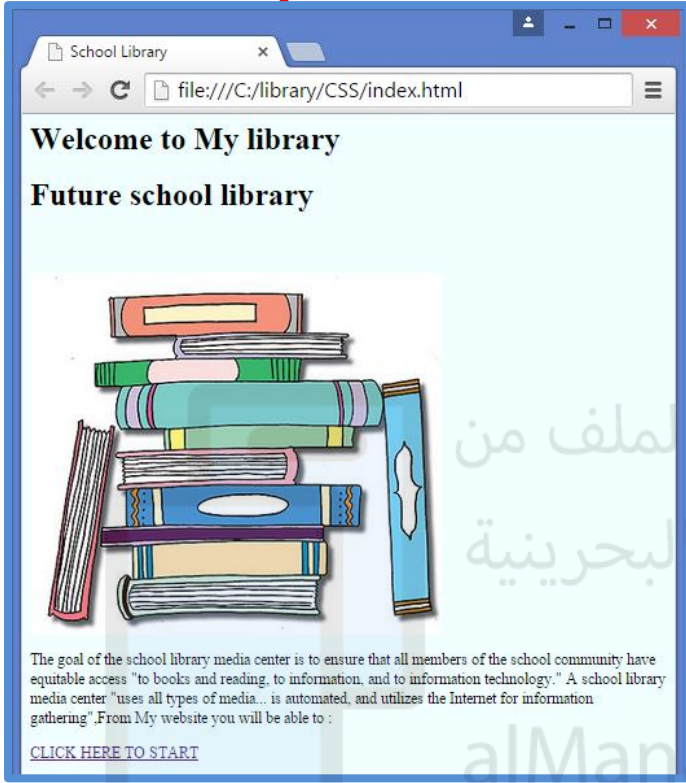 School Library
file:///C:/library/CSS/index.html
Welcome to My library
Future school library
لملف من
لبحرينية
The goal of the school library media center is to ensure that all members of the school community have
equitable access "to books and reading, to information, and to information technology." A school library
media center "uses all types of media... is automated, and utilizes the Internet for information
gathering",From My website you will be able to :
CLICK HERE TO START
alMan